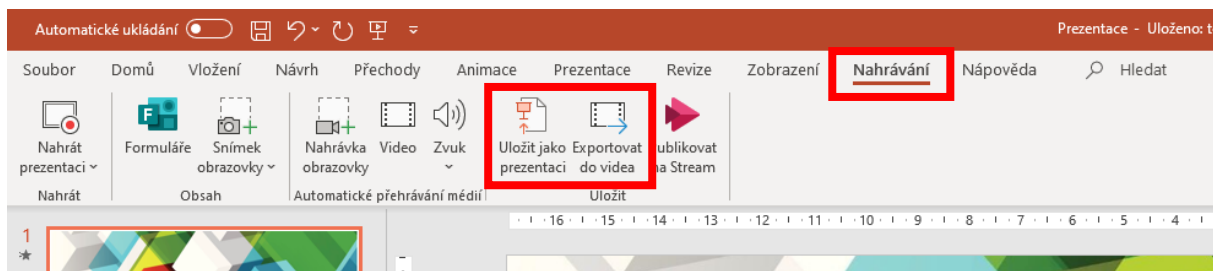 Automatické ukládání
Prezentace - Uloženo: t
Soubor Domů Vložení Návrh Přechody Animace Prezentace Revize Zobrazení Nahrávání Nápověda Hledat
Nahrát prezentaci
Formuláře
Snímek obrazovky
Nahrávka obrazovky
Video
Zvuk
Uložit jako prezentaci
Exportovat do videa
ublikovat na Stream
Nahrát Obsah Automatické přehrávání médií Uložit
16 15 14 13 12 11 10 9 8 7 6 5 4
1